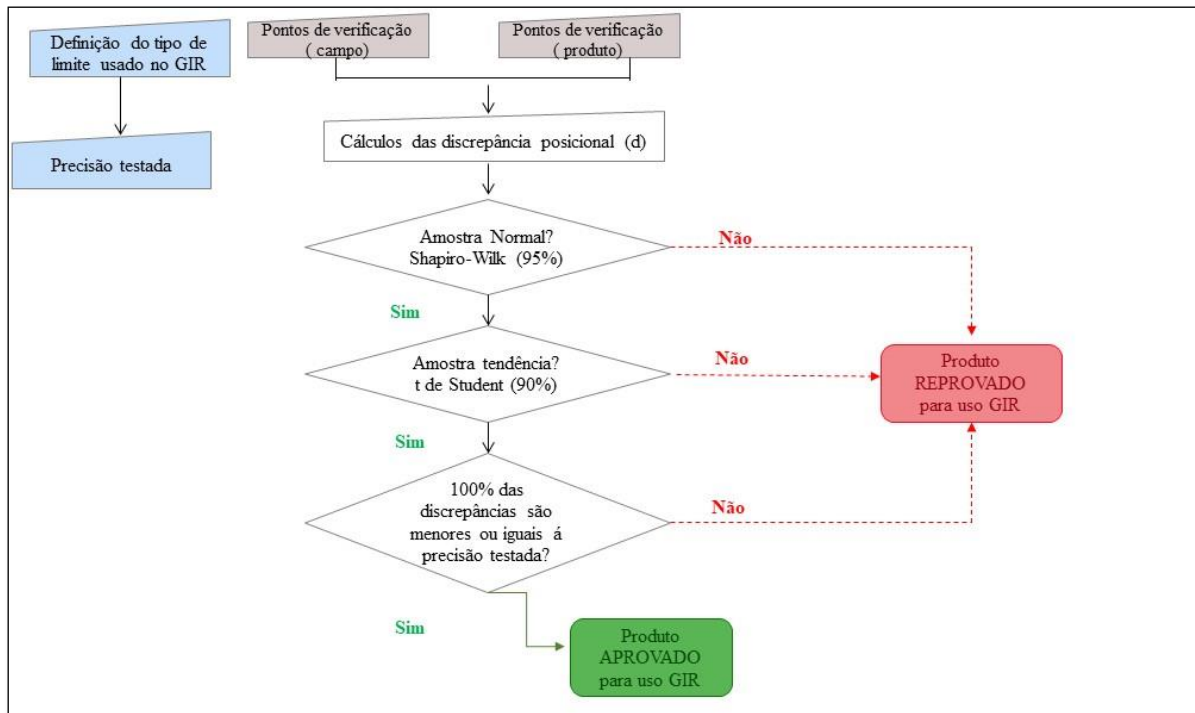 Definição do tipo de
limite usado no GIR
Precisão testada
Pontos de verificação
( campo)
Pontos de verificação
( produto)
Cálculos das discrepância posicional (d)
Amostra Normal?
Shapiro-Wilk (95%)
Não
Sim
Amostra tendência?
t de Student (90%)
Não
Sim
100% das
discrepâncias são
menores ou iguais á
precisão testada?
Não
Sim
Produto
REPROVADO
para uso GIR
Produto
APROVADO
para uso GIR